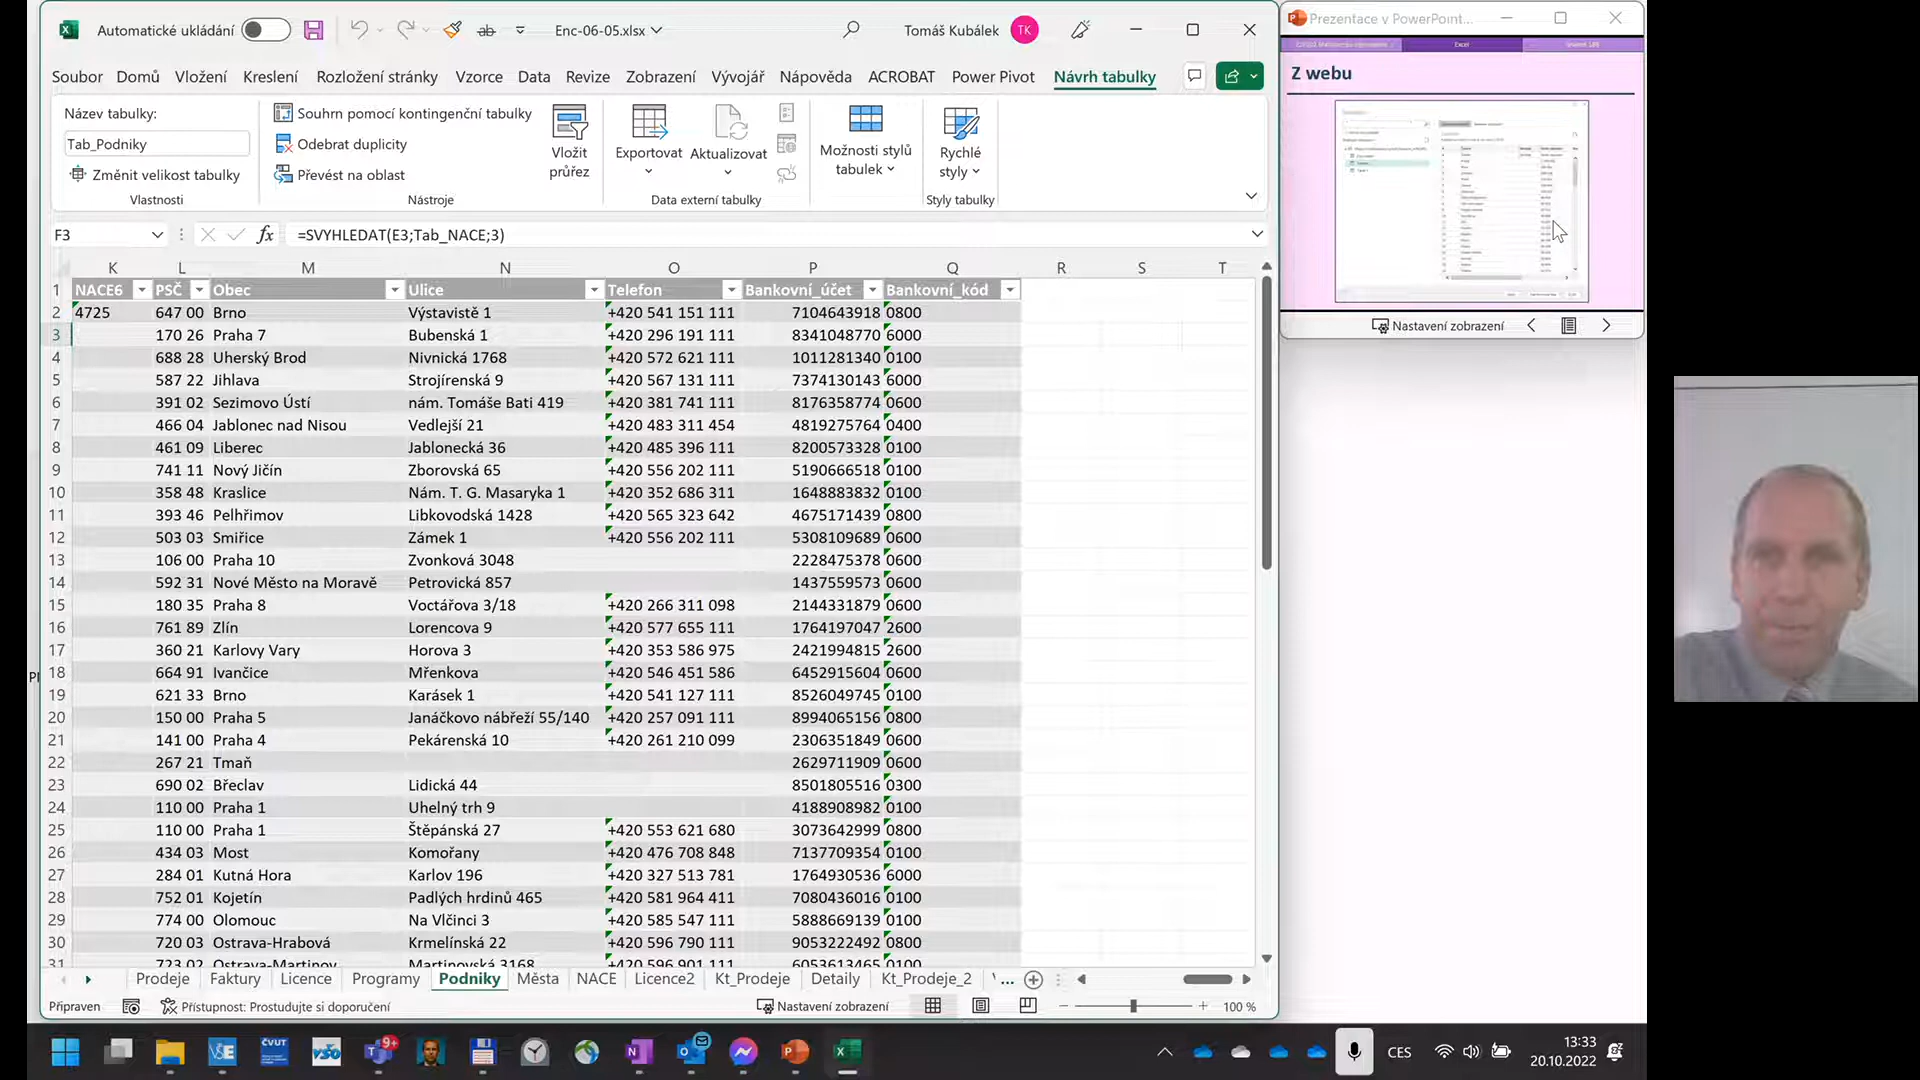 Automatické ukládání
Enc-06-05.xlsx
Tomáš Kubálek
TK
Soubor Domů Vložení Kreslení Rozložení stránky Vzorce Data Revize Zobrazení Vývojář Nápověda ACROBAT Power Pivot Návrh tabulky
Název tabulky:
Tab_Podniky
Změnit velikost tabulky
Vlastnosti
Souhrn pomocí kontingenční tabulky
Odebrat duplicity
Převést na oblast
Vložit
průřez
Nástroje
Exportovat
Aktualizovat
Data externí tabulky
Možnosti stylů
tabulek
Rychlé
styly
Styly tabulky
F3
fx
=SVYHLEDAT(E3;Tab_NACE;3)
K L M N O P Q R S T
1 NACE6 PSČ Obec Ulice Telefon Bankovní_účet Bankovní_kód
2 4725 647 00 Brno Výstavistě 1 +420 541 151 111 7104643918 0800
3 170 26 Praha 7 Bubenská 1 +420 296 191 111 8341048770 6000
4 688 28 Uherský Brod Nivnická 1768 +420 572 621 111 1011281340 0100
5 587 22 Jihlava Strojírenská 9 +420 567 131 111 7374130143 6000
6 391 02 Sezimovo Ústí nám. Tomáše Bati 419 +420 381 741 111 8176358774 0600
7 466 04 Jablonec nad Nisou Vedlejší 21 +420 483 311 454 4819275764 0400
8 461 09 Liberec Jablonecká 36 +420 485 396 111 8200573328 0100
9 741 11 Nový Jičín Zborovská 65 +420 556 202 111 5190666518 0100
10 358 48 Kraslice Nám. T. G. Masaryka 1 +420 352 686 311 1648883832 0100
11 393 46 Pelhřimov Libkovodská 1428 +420 565 323 642 4675171439 0800
12 503 03 Smiřice Zámek 1 +420 556 202 111 5308109689 0600
13 106 00 Praha 10 Zvonková 3048 2228475378 0600
14 592 31 Nové Město na Moravě Petrovická 857 1437559573 0600
15 180 35 Praha 8 Voctářova 3/18 +420 266 311 098 2144331879 0600
16 761 89 Zlín Lorencova 9 +420 577 655 111 1764197047 2600
17 360 21 Karlovy Vary Horova 3 +420 353 586 975 2421994815 2600
18 664 91 Ivančice Mřenkova +420 546 451 586 6452915604 0600
19 621 33 Brno Karásek 1 +420 541 127 111 8526049745 0100
20 150 00 Praha 5 Janáčkovo nábřeží 55/140 +420 257 091 111 8994065156 0800
21 141 00 Praha 4 Pekárenská 10 +420 261 210 099 2306351849 0600
22 267 21 Tmaň 2629711909 0600
23 690 02 Břeclav Lidická 44 8501805516 0300
24 110 00 Praha 1 Uhelný trh 9 4188908982 0100
25 110 00 Praha 1 Štěpánská 27 +420 553 621 680 3073642999 0800
26 434 03 Most Komořany +420 476 708 848 7137709354 0100
27 284 01 Kutná Hora Karlov 196 +420 327 513 781 1764930536 6000
28 752 01 Kojetín Padlých hrdinů 465 +420 581 964 411 7080436016 0100
29 774 00 Olomouc Na Vlčinci 3 +420 585 547 111 5888669139 0100
30 720 03 Ostrava-Hrabová Krmelínská 22 +420 596 790 111 9053222492 0800
31 723 02 Ostrava-Martinov Martinovská 3168 +420 596 901 111 6053613465 0100
Prodeje Faktury Licence Programy Podniky Města NACE Licence2 Kt_Prodeje Detaily Kt_Prodeje_2 ...
Připraven
Přístupnost: Prostudujte si doporučení
Nastavení zobrazení
100 %
Prezentace v PowerPoint...
Excel
Z webu
Nastavení zobrazení
VŠE
ČVUT
VŠO
9+
CES
13:33
20.10.2022